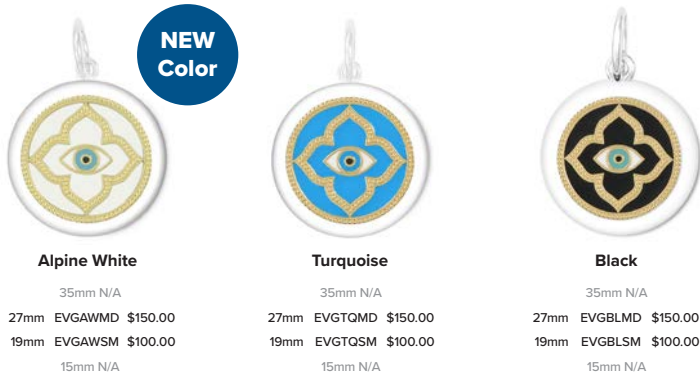 NEW
Color
Alpine White
35mm N/A
27mm EVGAWMD $150.00
19mm EVGAWSM $100.00
15mm N/A
Turquoise
35mm N/A
27mm EVGTQMD $150.00
19mm EVGTQSM $100.00
15mm N/A
Black
35mm N/A
27mm EVGBLMD $150.00
19mm EVGBLSM $100.00
15mm N/A